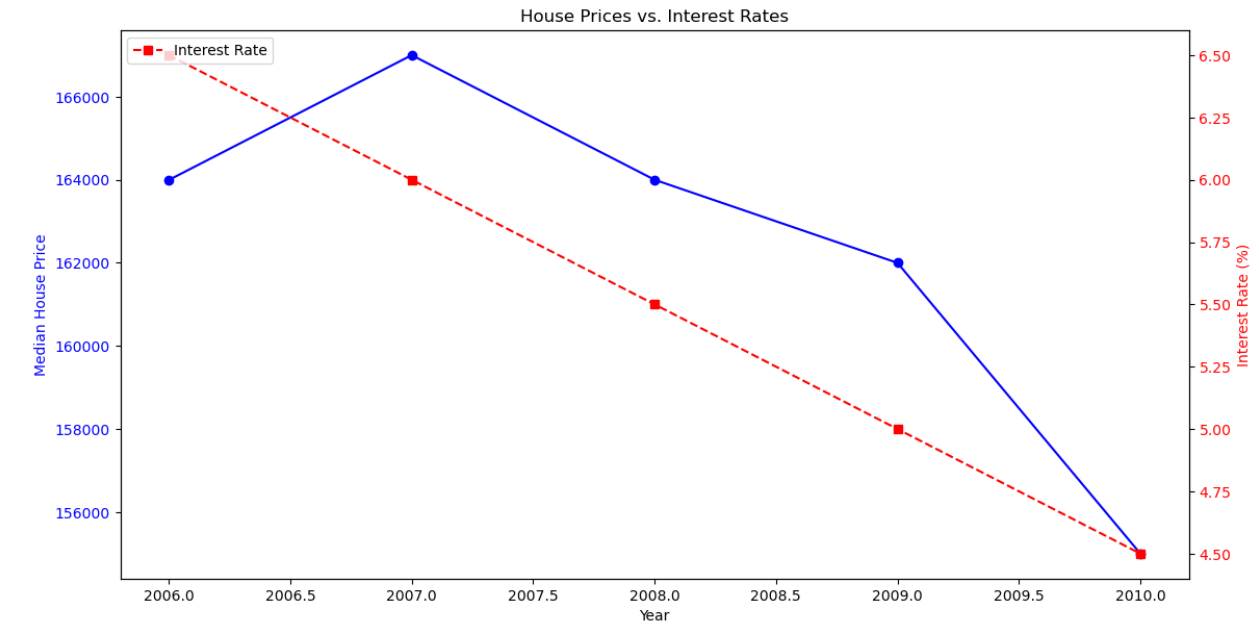 House Prices vs. Interest Rates
Interest Rate
166000
164000
162000
160000
158000
156000
Median House Price
6.50
6.25
6.00
5.75
5.50
5.25
5.00
4.75
4.50
Interest Rate (%)
2006.0 2006.5 2007.0 2007.5 2008.0 2008.5 2009.0 2009.5 2010.0
Year